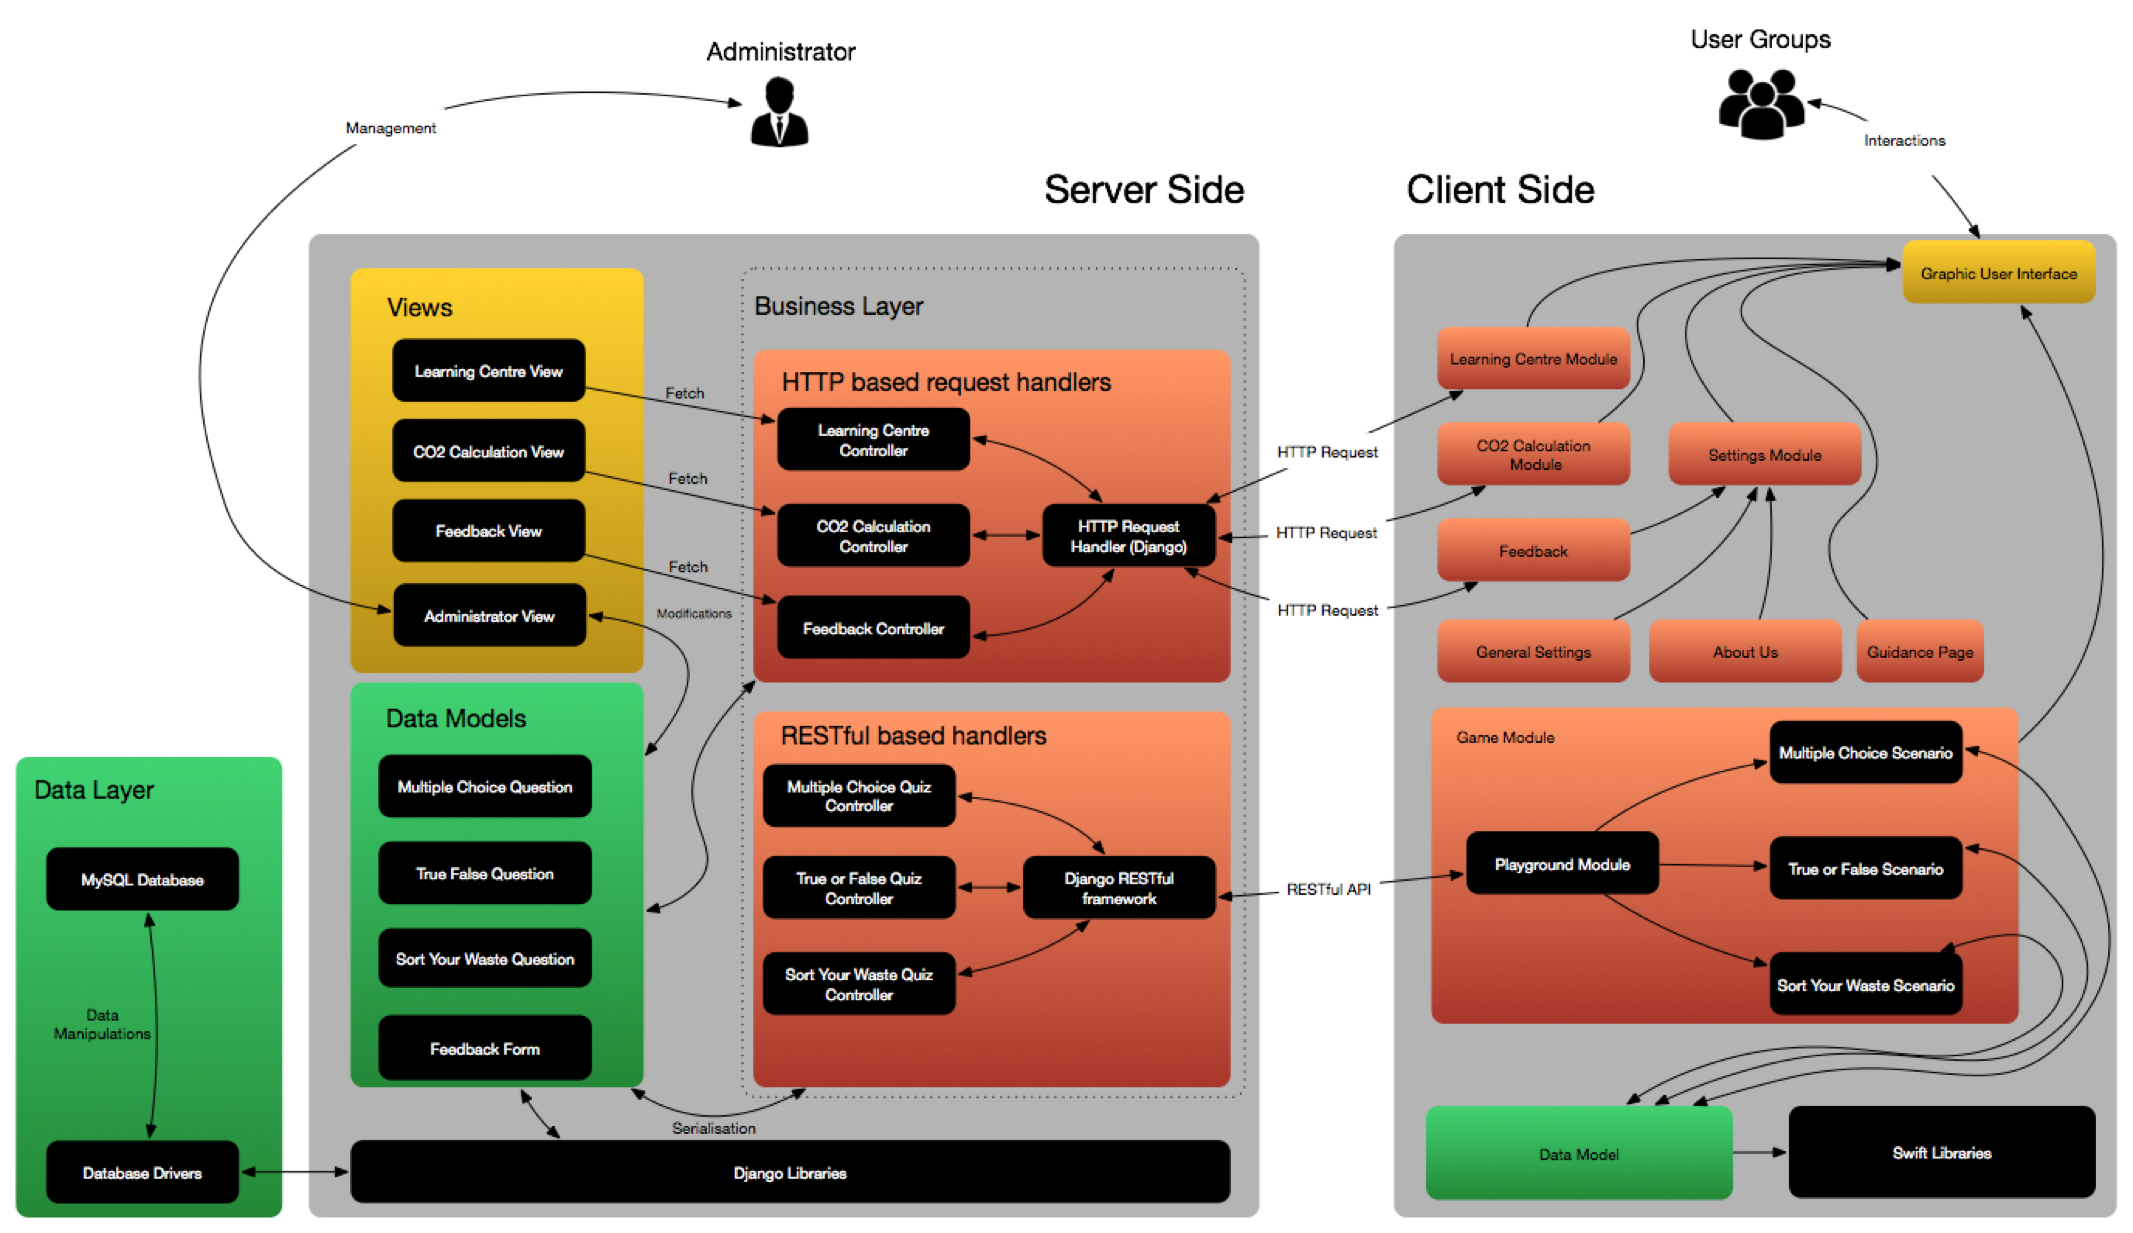 Administrator
User Groups
Management
Interactions
Server Side
Client Side
Views
Learning Centre View
CO2 Calculation View
Feedback View
Administrator View
Fetch
Fetch
Fetch
Modifications
Business Layer
HTTP based request handlers
Learning Centre
Controller
CO2 Calculation
Controller
Feedback Controller
HTTP Request
Handler (Django)
HTTP Request
HTTP Request
HTTP Request
Graphic User Interface
Learning Centre Module
CO2 Calculation
Module
Settings Module
Feedback
General Settings
About Us
Guidance Page
Data Layer
MySQL Database
Data
Manipulations
Database Drivers
Data Models
Multiple Choice Question
True False Question
Sort Your Waste Question
Feedback Form
RESTful based handlers
Multiple Choice Quiz
Controller
True or False Quiz
Controller
Sort Your Waste Quiz
Controller
Django RESTful
framework
RESTful API
Game Module
Playground Module
Multiple Choice Scenario
True or False Scenario
Sort Your Waste Scenario
Serialisation
Django Libraries
Data Model
Swift Libraries